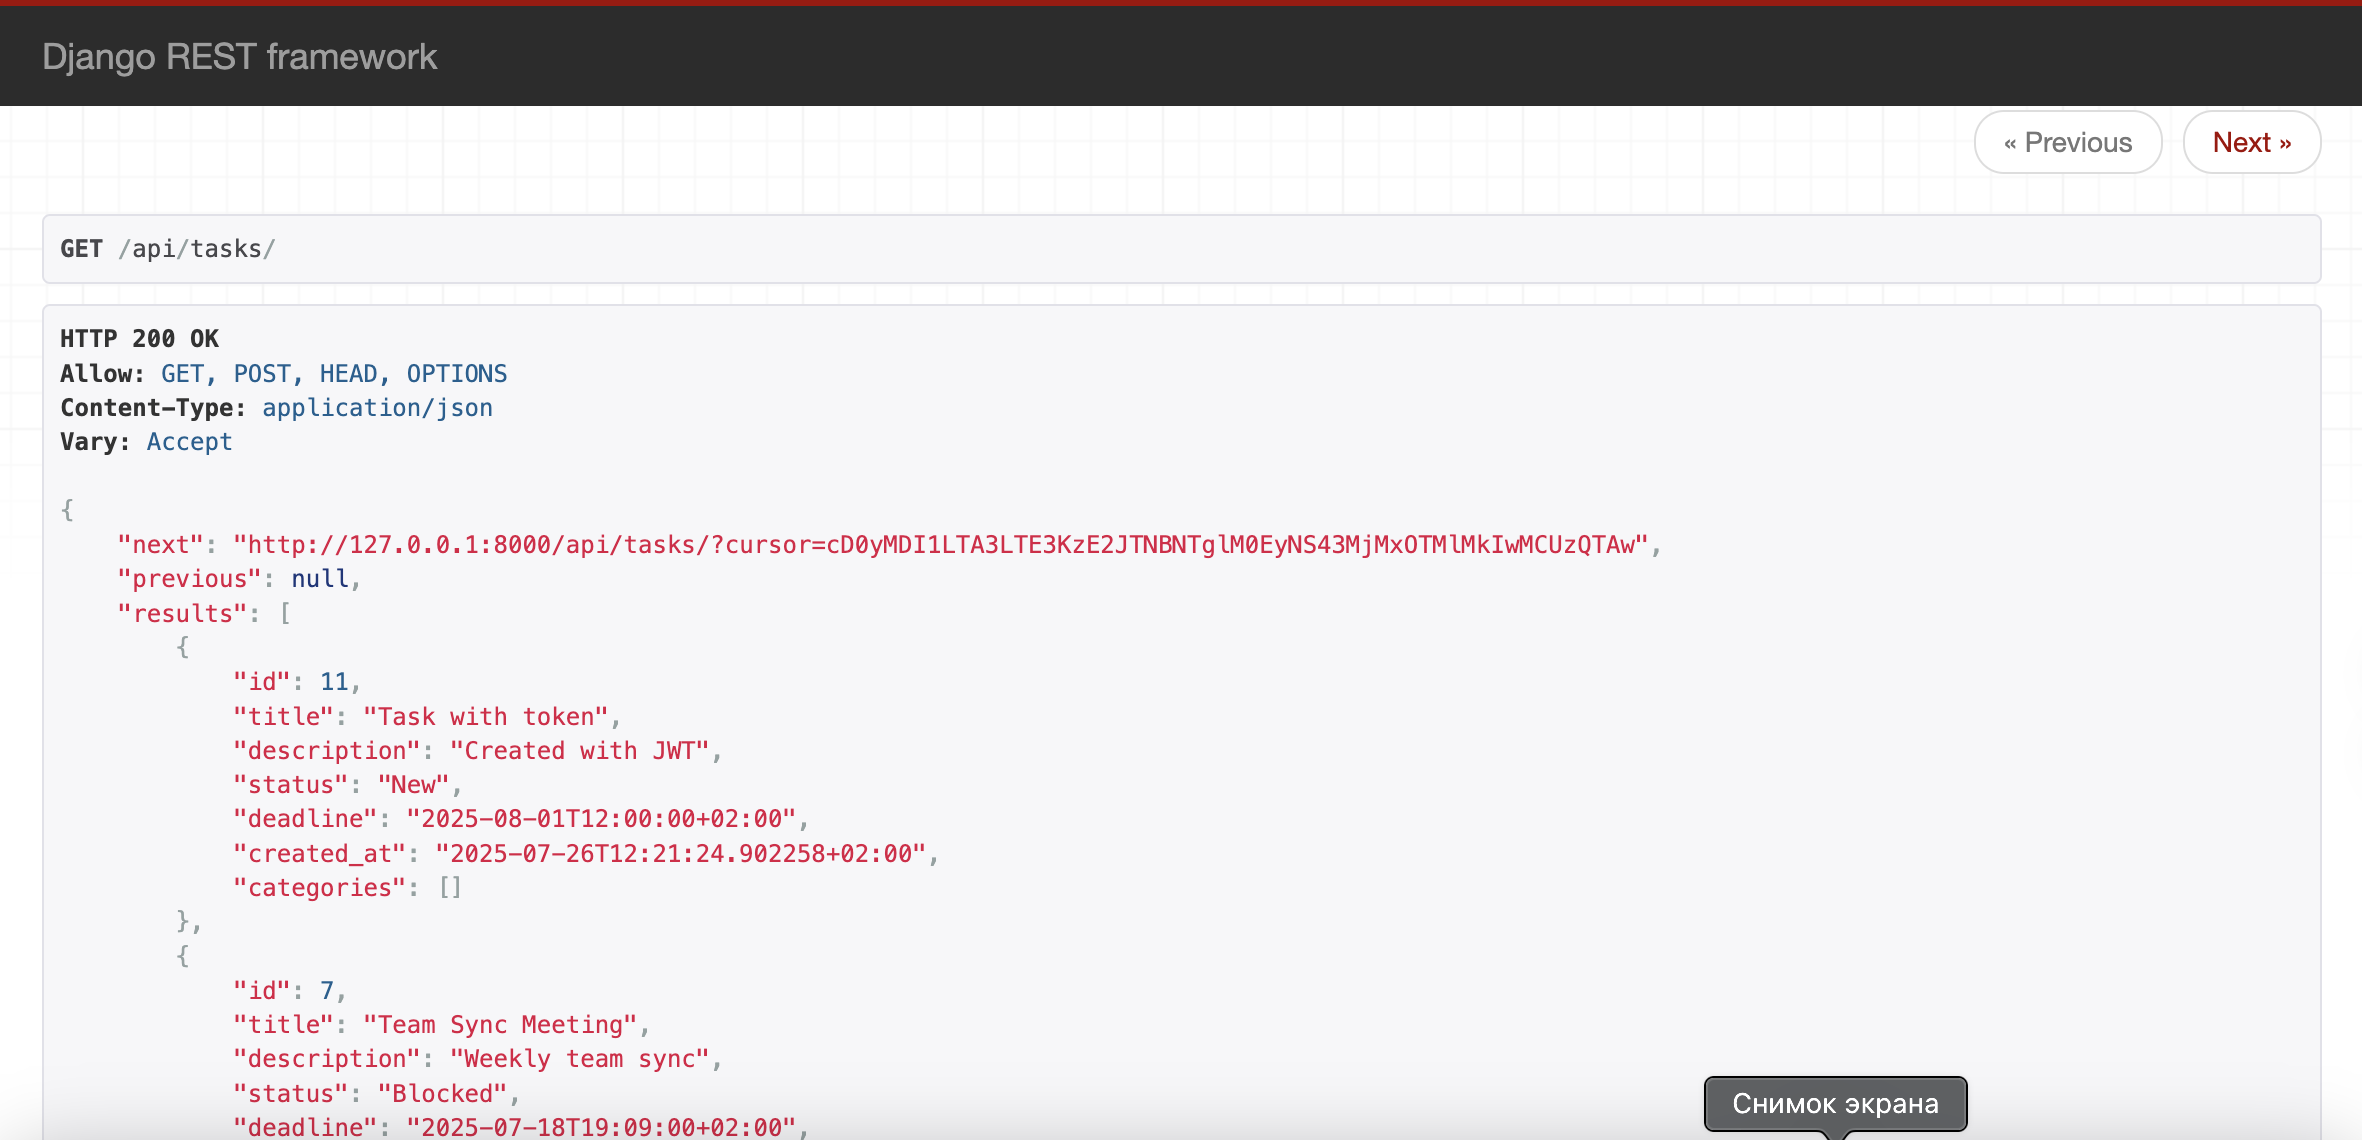 Django REST framework
« Previous
Next »
GET /api/tasks/
HTTP 200 OK
Allow: GET, POST, HEAD, OPTIONS
Content-Type: application/json
Vary: Accept
{
"next": "http://127.0.0.1:8000/api/tasks/?cursor=cD0yMDI1LTA3LTE3KzE2JTNBNTglM0EyNS43MjMxOTMlMkIwMCUzQTAw",
"previous": null,
"results": [
{
"id": 11,
"title": "Task with token",
"description": "Created with JWT",
"status": "New",
"deadline": "2025-08-01T12:00:00+02:00",
"created_at": "2025-07-26T12:21:24.902258+02:00",
"categories": []
},
{
"id": 7,
"title": "Team Sync Meeting",
"description": "Weekly team sync",
"status": "Blocked",
"deadline": "2025-07-18T19:09:00+02:00",
Снимок экрана